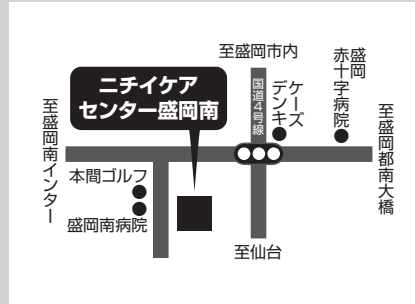 至盛岡市内
盛岡
赤十字病院
ニチイケア
センター盛岡南
国道4号線
ケーズ
デンキ
至盛岡南インター
至盛岡都南大橋
本間ゴルフ
盛岡南病院
至仙台